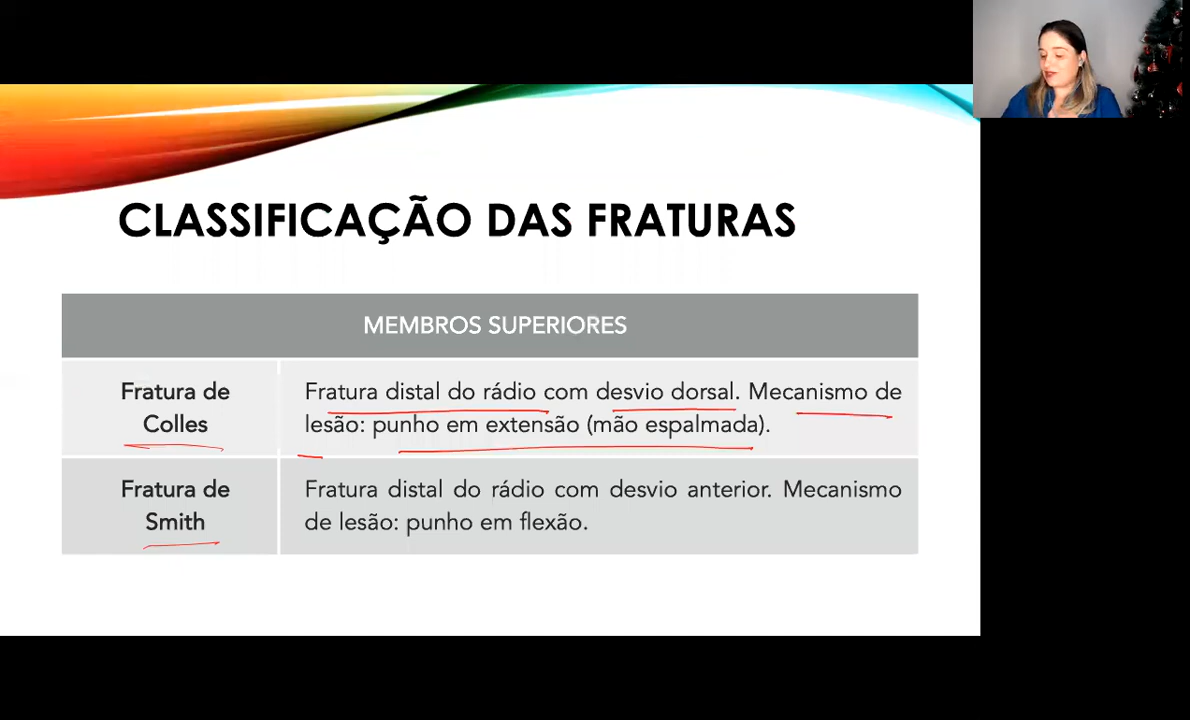 CLASSIFICAÇÃO DAS FRATURAS
MEMBROS SUPERIORES
Fratura de
Colles
Fratura distal do rádio com desvio dorsal. Mecanismo de
lesão: punho em extensão (mão espalmada).
Fratura de
Smith
Fratura distal do rádio com desvio anterior. Mecanismo
de lesão: punho em flexão.